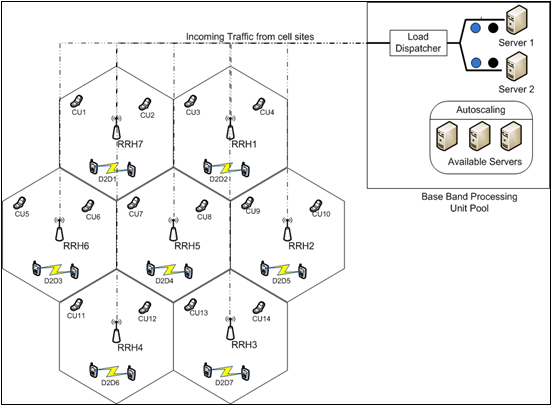 Incoming Traffic from cell sites
Load
Dispatcher
Server 1
Server 2
Autoscaling
Available Servers
Base Band Processing
Unit Pool
CU1
CU2
CU3
CU4
RRH7
RRH1
D2D1
D2D2
CU5
CU6
CU7
CU8
CU9
CU10
RRH6
RRH5
RRH2
D2D3
D2D4
D2D5
CU11
CU12
CU13
CU14
RRH4
RRH3
D2D6
D2D7